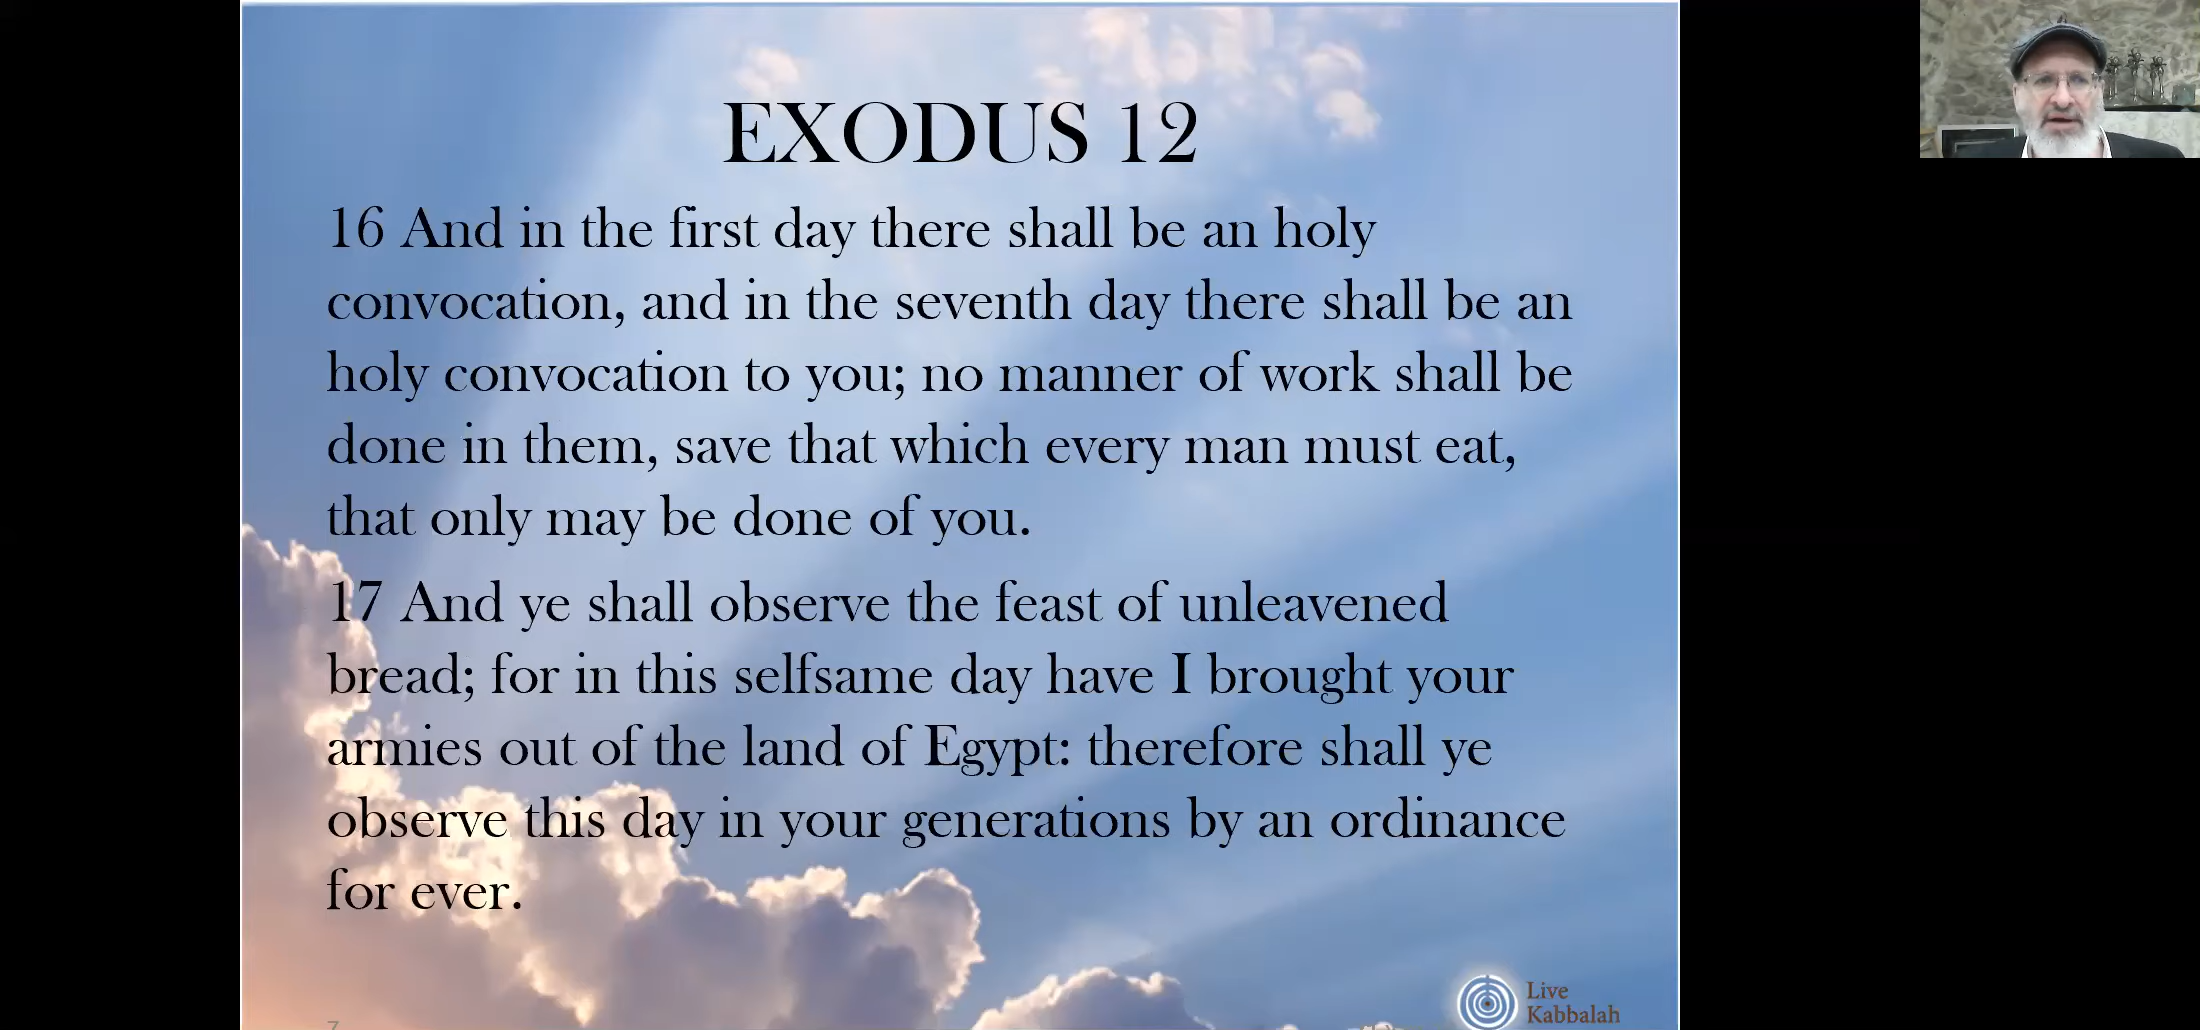 EXODUS 12
16 And in the first day there shall be an holy
convocation, and in the seventh day there shall be an
holy convocation to you; no manner of work shall be
done in them, save that which every man must eat,
that only may be done of you.
17 And ye shall observe the feast of unleavened
bread; for in this selfsame day have I brought your
armies out of the land of Egypt: therefore shall ye
observe this day in your generations by an ordinance
for ever.
7
Live
Kabbalah